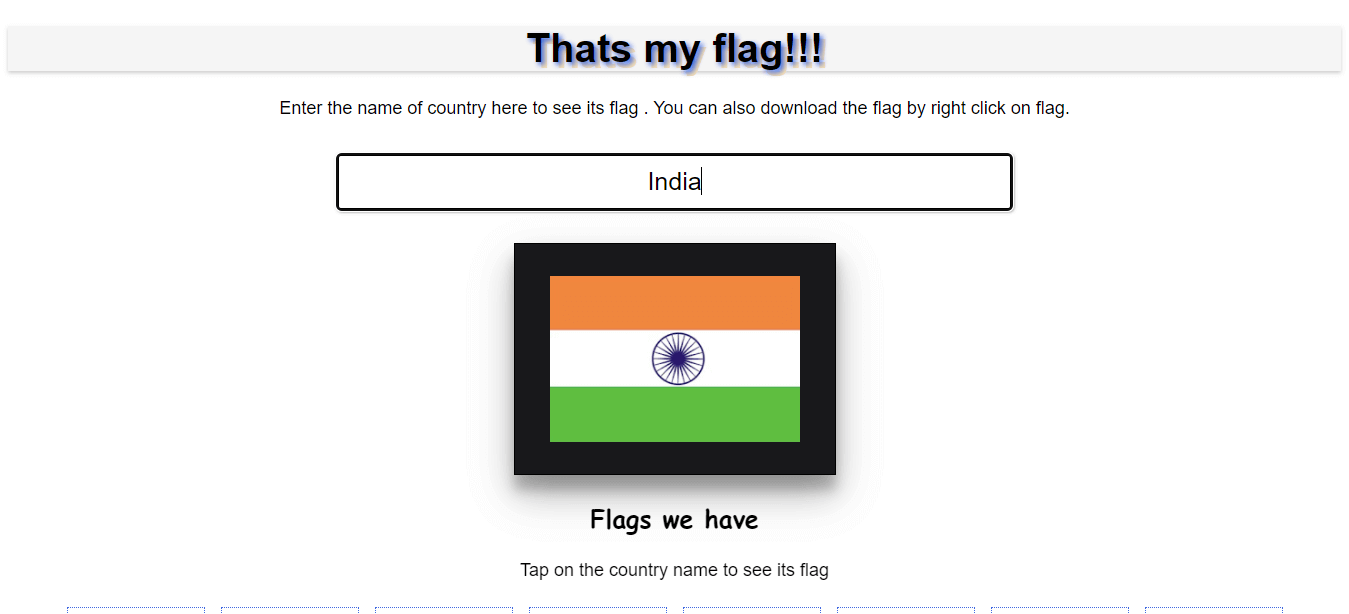 Thats my flag!!!
Enter the name of country here to see its flag . You can also download the flag by right click on flag.
India
Flags we have
Tap on the country name to see its flag